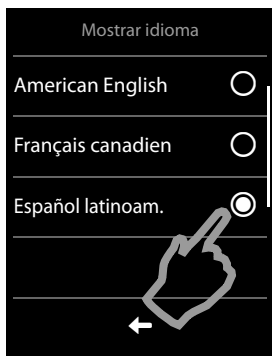 Mostrar idioma
American English
Français canadien
Español latinoam.